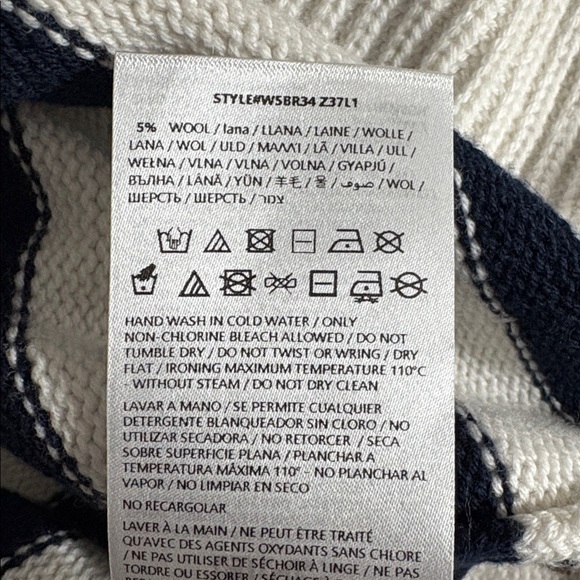 STYLE#WSBR34 Z37L1
5% WOOL / lana / LLANA / LAINE / WOLLE /
LANA / WOL / ULD / ΜΑΛΛΙ / LÃ / VILLA / ULL /
WEŁNA / VLNA / VLNA / VOLNA / GYAPJÚ /
ВЪЛНА / LÂNĂ / YÜN / 羊毛 / 울 / صوف / WOL /
ШЕРСТЬ / ШЕРСТЬ / צמר
HAND WASH IN COLD WATER / ONLY
NON-CHLORINE BLEACH ALLOWED / DO NOT
TUMBLE DRY / DO NOT TWIST OR WRING / DRY
FLAT / IRONING MAXIMUM TEMPERATURE 110°C
- WITHOUT STEAM / DO NOT DRY CLEAN
LAVAR A MANO / SE PERMITE CUALQUIER
DETERGENTE BLANQUEADOR SIN CLORO / NO
UTILIZAR SECADORA / NO RETORCER / SECA
SOBRE SUPERFICIE PLANA / PLANCHAR A
TEMPERATURA MÁXIMA 110° - NO PLANCHAR AL
VAPOR / NO LIMPIAR EN SECO
NO RECARGOLAR
LAVER À LA MAIN / NE PEUT ÊTRE TRAITÉ
QU'AVEC DES AGENTS OXYDANTS SANS CHLORE
/ NE PAS UTILISER DE SÉCHOIR À LINGE / NE PAS
TORDRE OU ESSORER / SÉCHAGE À